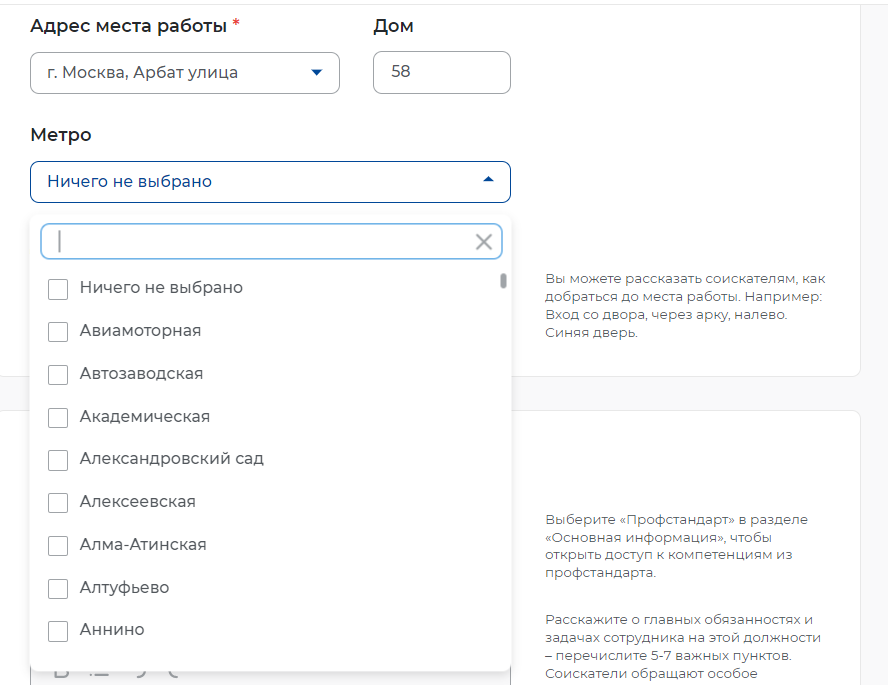 Адрес места работы *
Дом
г. Москва, Арбат улица
58
Метро
Ничего не выбрано
Ничего не выбрано
Авиамоторная
Автозаводская
Академическая
Александровский сад
Алексеевская
Алма-Атинская
Алтуфьево
Аннино
Вы можете рассказать соискателям, как
добраться до места работы. Например:
Вход со двора, через арку, налево.
Синяя дверь.
Выберите «Профстандарт» в разделе
«Основная информация», чтобы
открыть доступ к компетенциям из
профстандарта.
Расскажите о главных обязанностях и
задачах сотрудника на этой должности
– перечислите 5-7 важных пунктов.
Соискатели обращают особое